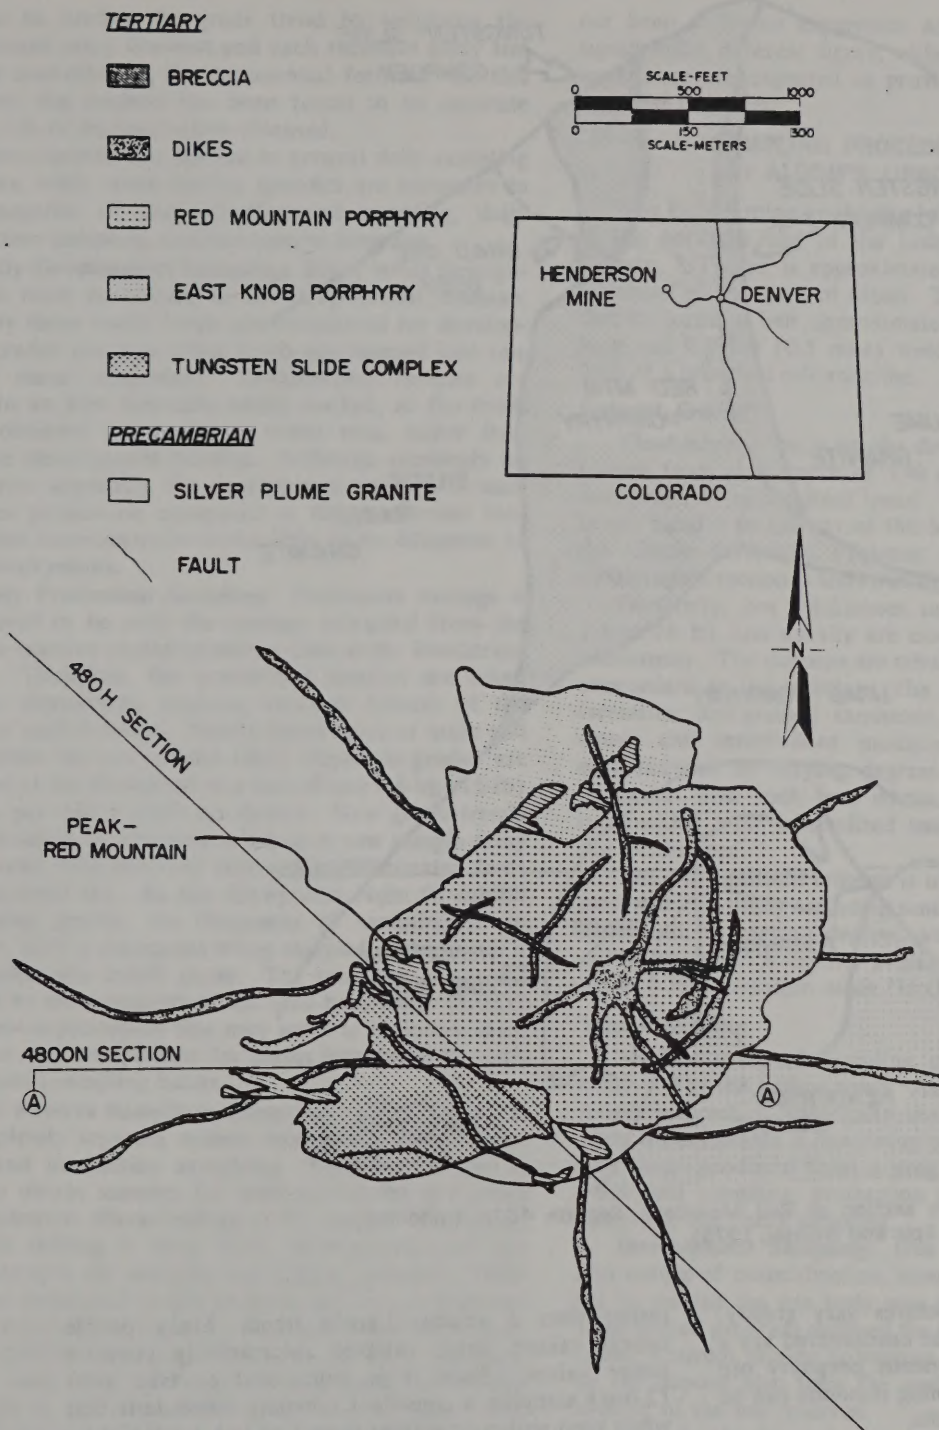 TERTIARY
BRECCIA
DIKES
RED MOUNTAIN PORPHYRY
EAST KNOB PORPHYRY
TUNGSTEN SLIDE COMPLEX
PRECAMBRIAN
SILVER PLUME GRANITE
FAULT
SCALE-FEET
0 500 1000
0 150 300
SCALE-METERS
HENDERSON
MINE
DENVER
COLORADO
N
480 H SECTION
PEAK-
RED MOUNTAIN
4800N SECTION
A
A